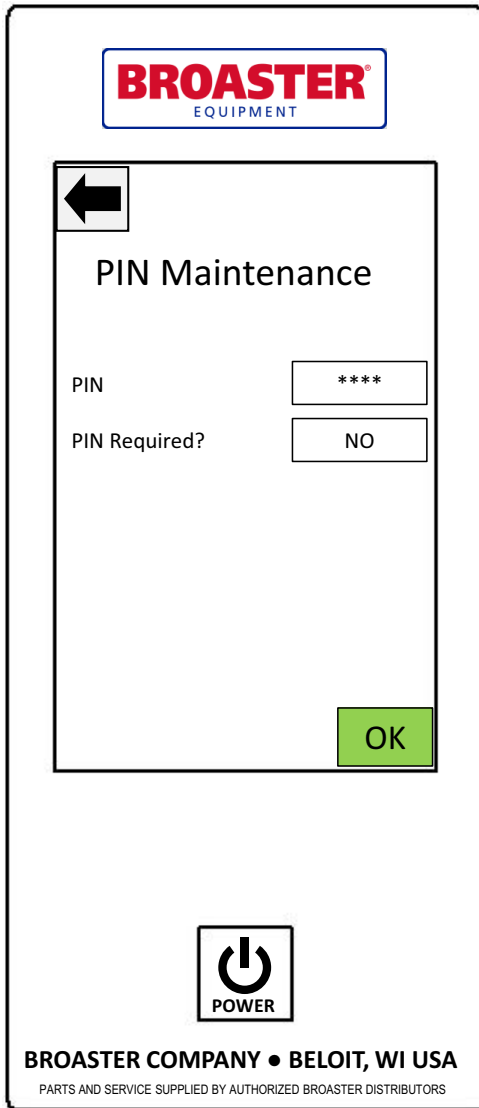 BROASTER®
EQUIPMENT
PIN Maintenance
PIN ****
PIN Required? NO
OK
POWER
BROASTER COMPANY ● BELOIT, WI USA
PARTS AND SERVICE SUPPLIED BY AUTHORIZED BROASTER DISTRIBUTORS